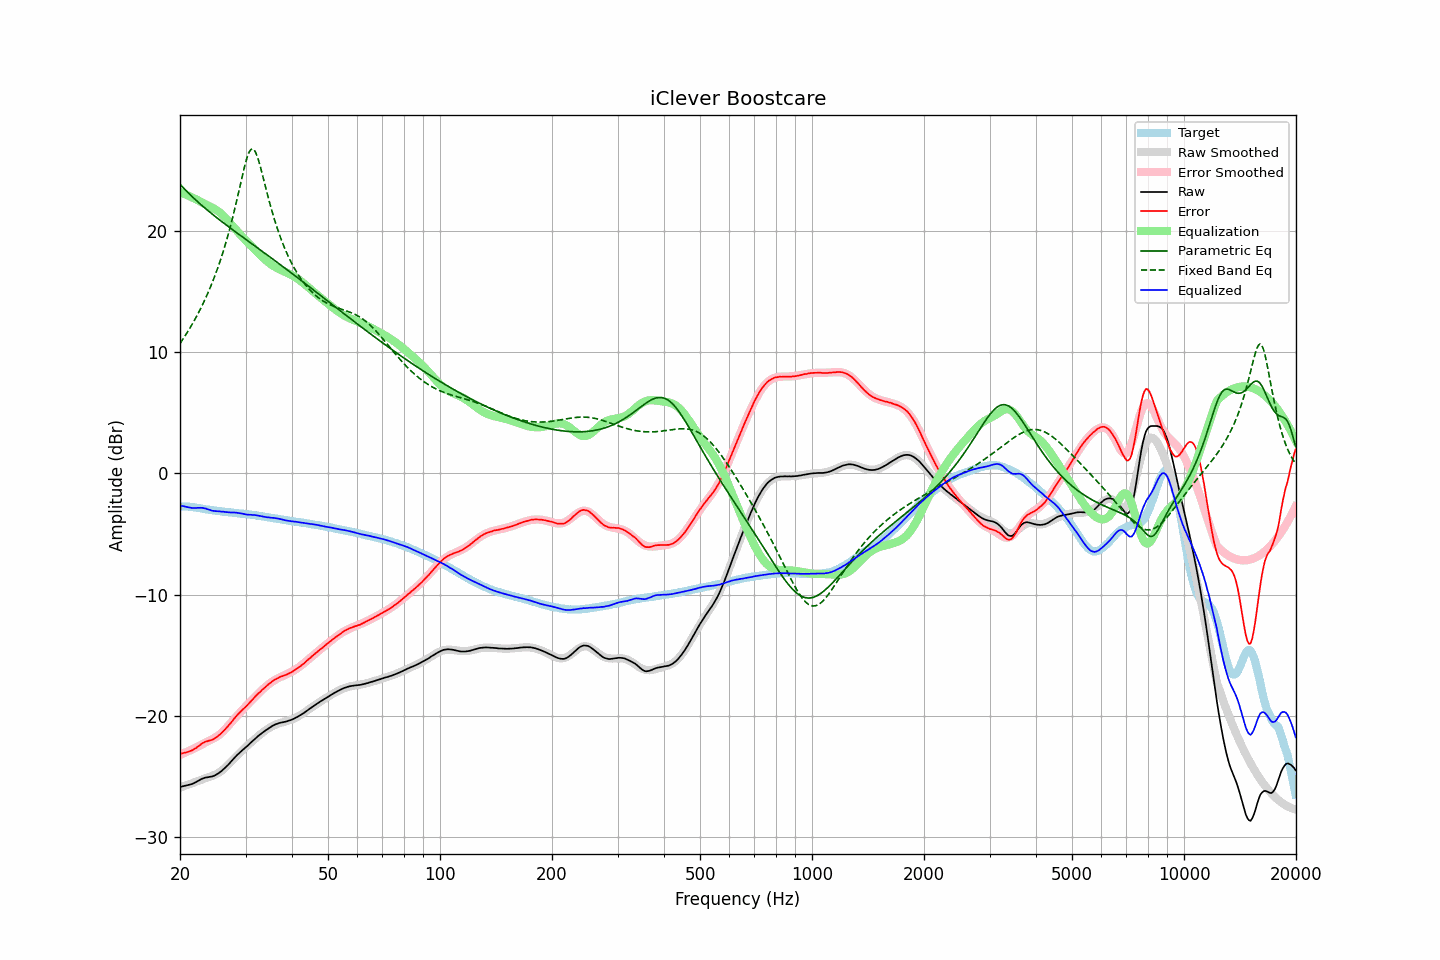 iClever Boostcare
Target
Raw Smoothed
Error Smoothed
Raw
Error
Equalization
Parametric Eq
Fixed Band Eq
Equalized
Amplitude (dBr)
20
10
0
−10
−20
−30
20 50 100 200 500 1000 2000 5000 10000 20000
Frequency (Hz)